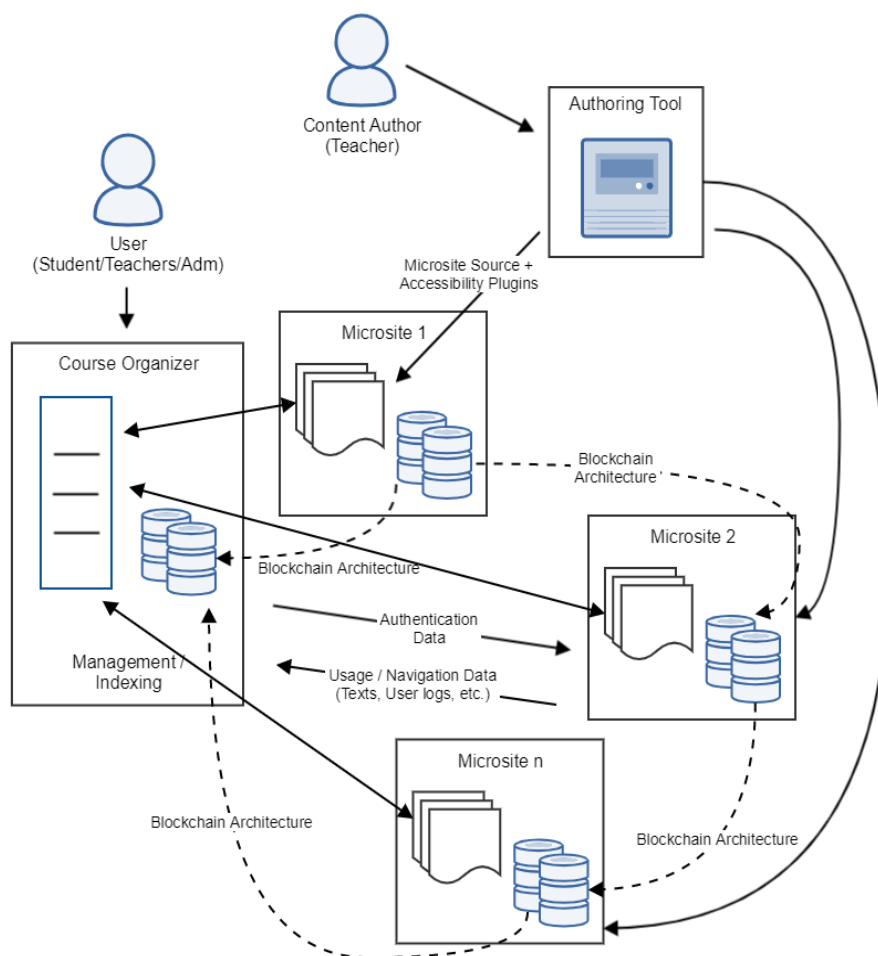 Content Author
(Teacher)
Authoring Tool
User
(Student/Teachers/Adm)
Microsite Source +
Accessibility Plugins
Microsite 1
Course Organizer
Blockchain
Architecture
Microsite 2
Blockchain Architecture
Authentication
Data
Management /
Indexing
Usage / Navigation Data
(Texts, User logs, etc.)
Microsite n
Blockchain Architecture
Blockchain Architecture